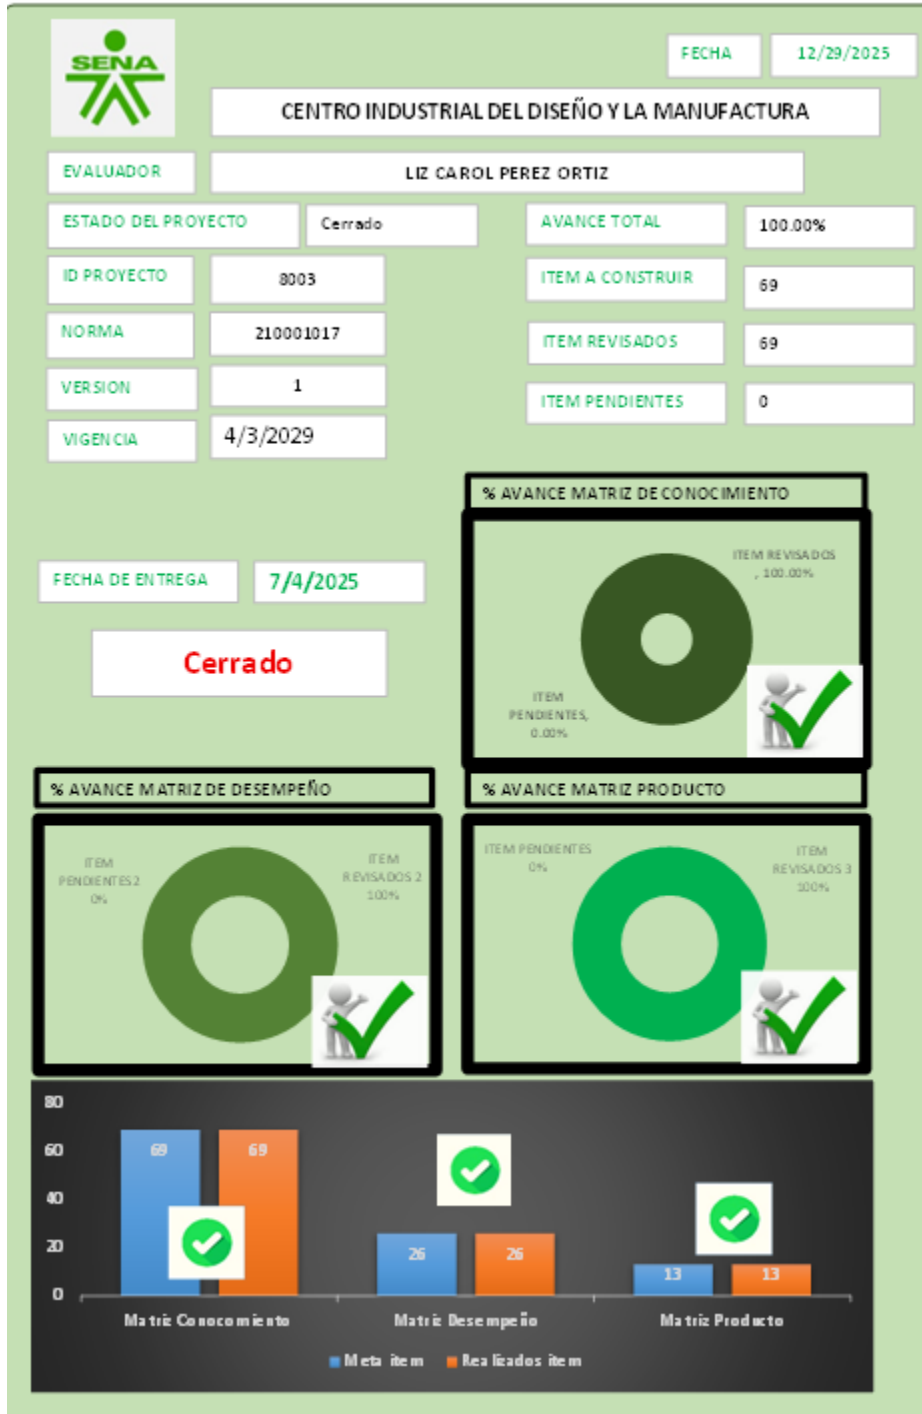 SENA
FECHA 12/29/2025
CENTRO INDUSTRIAL DEL DISEÑO Y LA MANUFACTURA
EVALUADOR LIZ CAROL PEREZ ORTIZ
ESTADO DEL PROYECTO Cerrado AVANCE TOTAL 100.00%
ID PROYECTO 8003 ITEM A CONSTRUIR 69
NORMA 210001017 ITEM REVISADOS 69
VERSION 1 ITEM PENDIENTES 0
VIGENCIA 4/3/2029
% AVANCE MATRIZ DE CONOCIMIENTO
ITEM REVISADOS
, 100.00%
FECHA DE ENTREGA 7/4/2025
Cerrado
ITEM
PENDIENTES,
0.00%
% AVANCE MATRIZ DE DESEMPEÑO
ITEM
PENDIENTES 2
0%
ITEM
REVISADOS 2
100%
% AVANCE MATRIZ PRODUCTO
ITEM PENDIENTES
0%
ITEM
REVISADOS 3
100%
80
60
40
20
0
69 69
26 26
13 13
Matriz Conocomiento Matriz Desempeño Matriz Producto
Meta item Realizados item